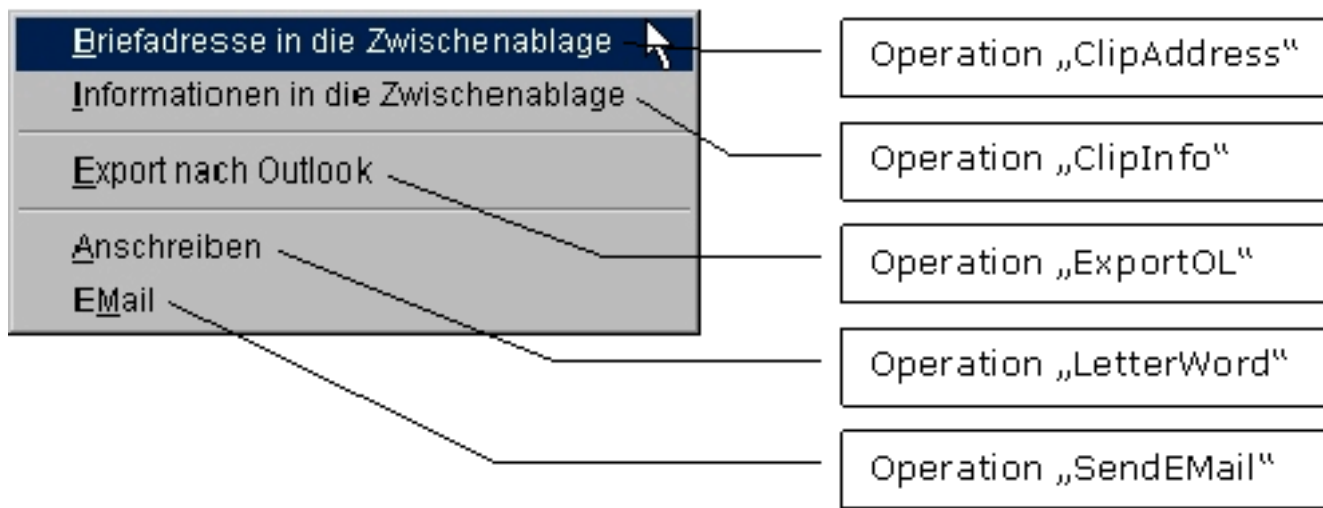 Briefadresse in die Zwischenablage
Operation „ClipAddress“
Informationen in die Zwischenablage
Operation „ClipInfo“
Export nach Outlook
Operation „ExportOL“
Anschreiben
Operation „LetterWord“
EMail
Operation „SendEMail“